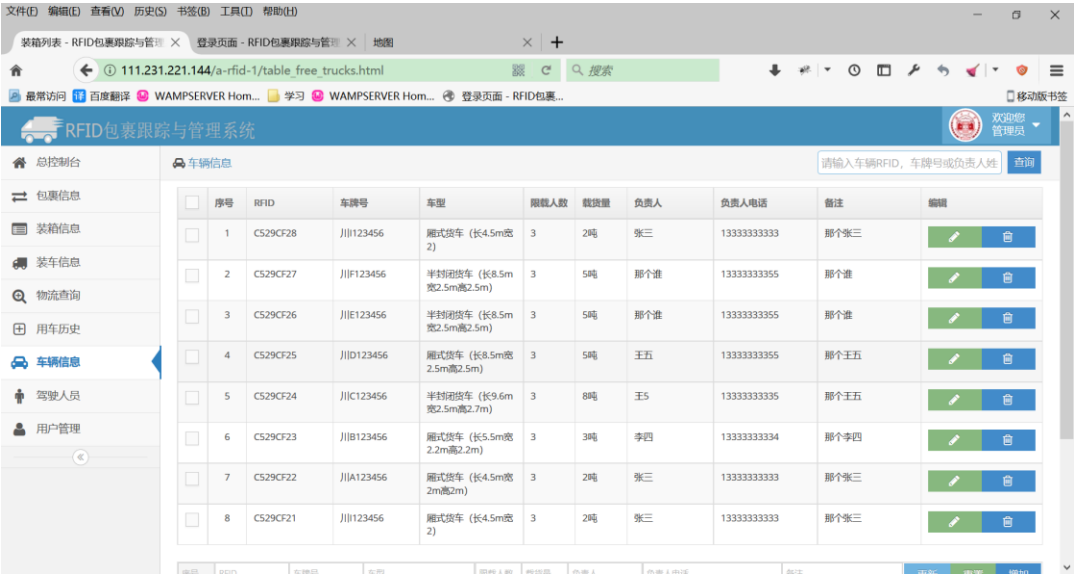 文件(F) 编辑(E) 查看(V) 历史(S) 书签(B) 工具(T) 帮助(H)
装箱列表 - RFID包裹跟踪与管理 登录页面 - RFID包裹跟踪与管理 地图
111.231.221.144/a-rfid-1/table_free_trucks.html 搜索
最常访问 百度翻译 WAMPSERVER Hom... 学习 WAMPSERVER Hom... 登录页面 - RFID包裹... 移动版书签
RFID包裹跟踪与管理系统 欢迎您
管理员
总控制台
包裹信息
装箱信息
装车信息
物流查询
用车历史
车辆信息
驾驶人员
用户管理
车辆信息 请输入车辆RFID，车牌号或负责人姓 查询
序号 RFID 车牌号 车型 限载人数 载货量 负责人 负责人电话 备注 编辑
1 C529CF28 川I123456 厢式货车（长4.5m宽 3 2吨 张三 13333333333 那个张三
2)
2 C529CF27 川F123456 半封闭货车（长8.5m 3 5吨 那个谁 13333333355 那个谁
宽2.5m高2.5m)
3 C529CF26 川E123456 半封闭货车（长8.5m 3 5吨 那个谁 13333333355 那个谁
宽2.5m高2.5m)
4 C529CF25 川D123456 厢式货车（长8.5m宽 3 5吨 王五 13333333355 那个王五
2.5m高2.5m)
5 C529CF24 川C123456 半封闭货车（长9.6m 3 8吨 王5 13333333335 那个王五
宽2.5m高2.7m)
6 C529CF23 川B123456 厢式货车（长5.5m宽 3 3吨 李四 13333333334 那个李四
2.2m高2.2m)
7 C529CF22 川A123456 厢式货车（长4.5m宽 3 2吨 张三 13333333333 那个张三
2m高2m)
8 C529CF21 川I123456 厢式货车（长4.5m宽 3 2吨 张三 13333333333 那个张三
2)